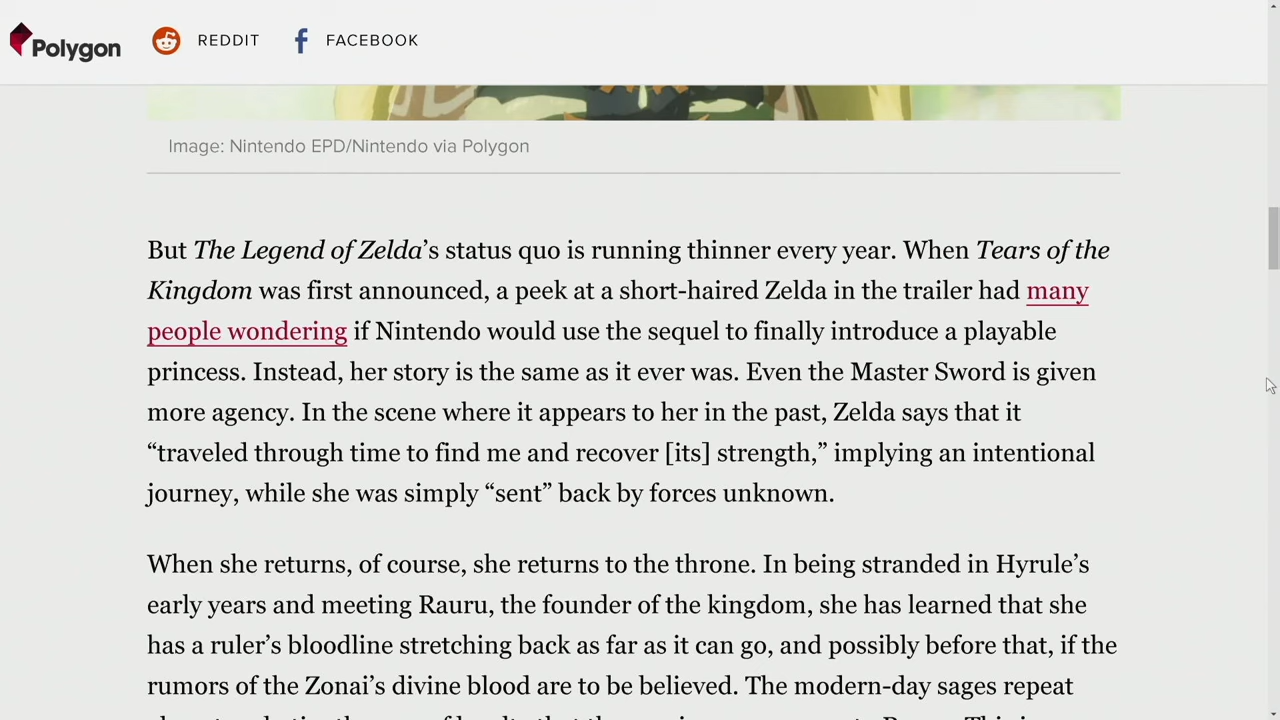 Polygon
REDDIT
FACEBOOK
Image: Nintendo EPD/Nintendo via Polygon
But The Legend of Zelda’s status quo is running thinner every year. When Tears of the
Kingdom was first announced, a peek at a short-haired Zelda in the trailer had many
people wondering if Nintendo would use the sequel to finally introduce a playable
princess. Instead, her story is the same as it ever was. Even the Master Sword is given
more agency. In the scene where it appears to her in the past, Zelda says that it
“traveled through time to find me and recover [its] strength,” implying an intentional
journey, while she was simply “sent” back by forces unknown.
When she returns, of course, she returns to the throne. In being stranded in Hyrule’s
early years and meeting Rauru, the founder of the kingdom, she has learned that she
has a ruler’s bloodline stretching back as far as it can go, and possibly before that, if the
rumors of the Zonai’s divine blood are to be believed. The modern-day sages repeat